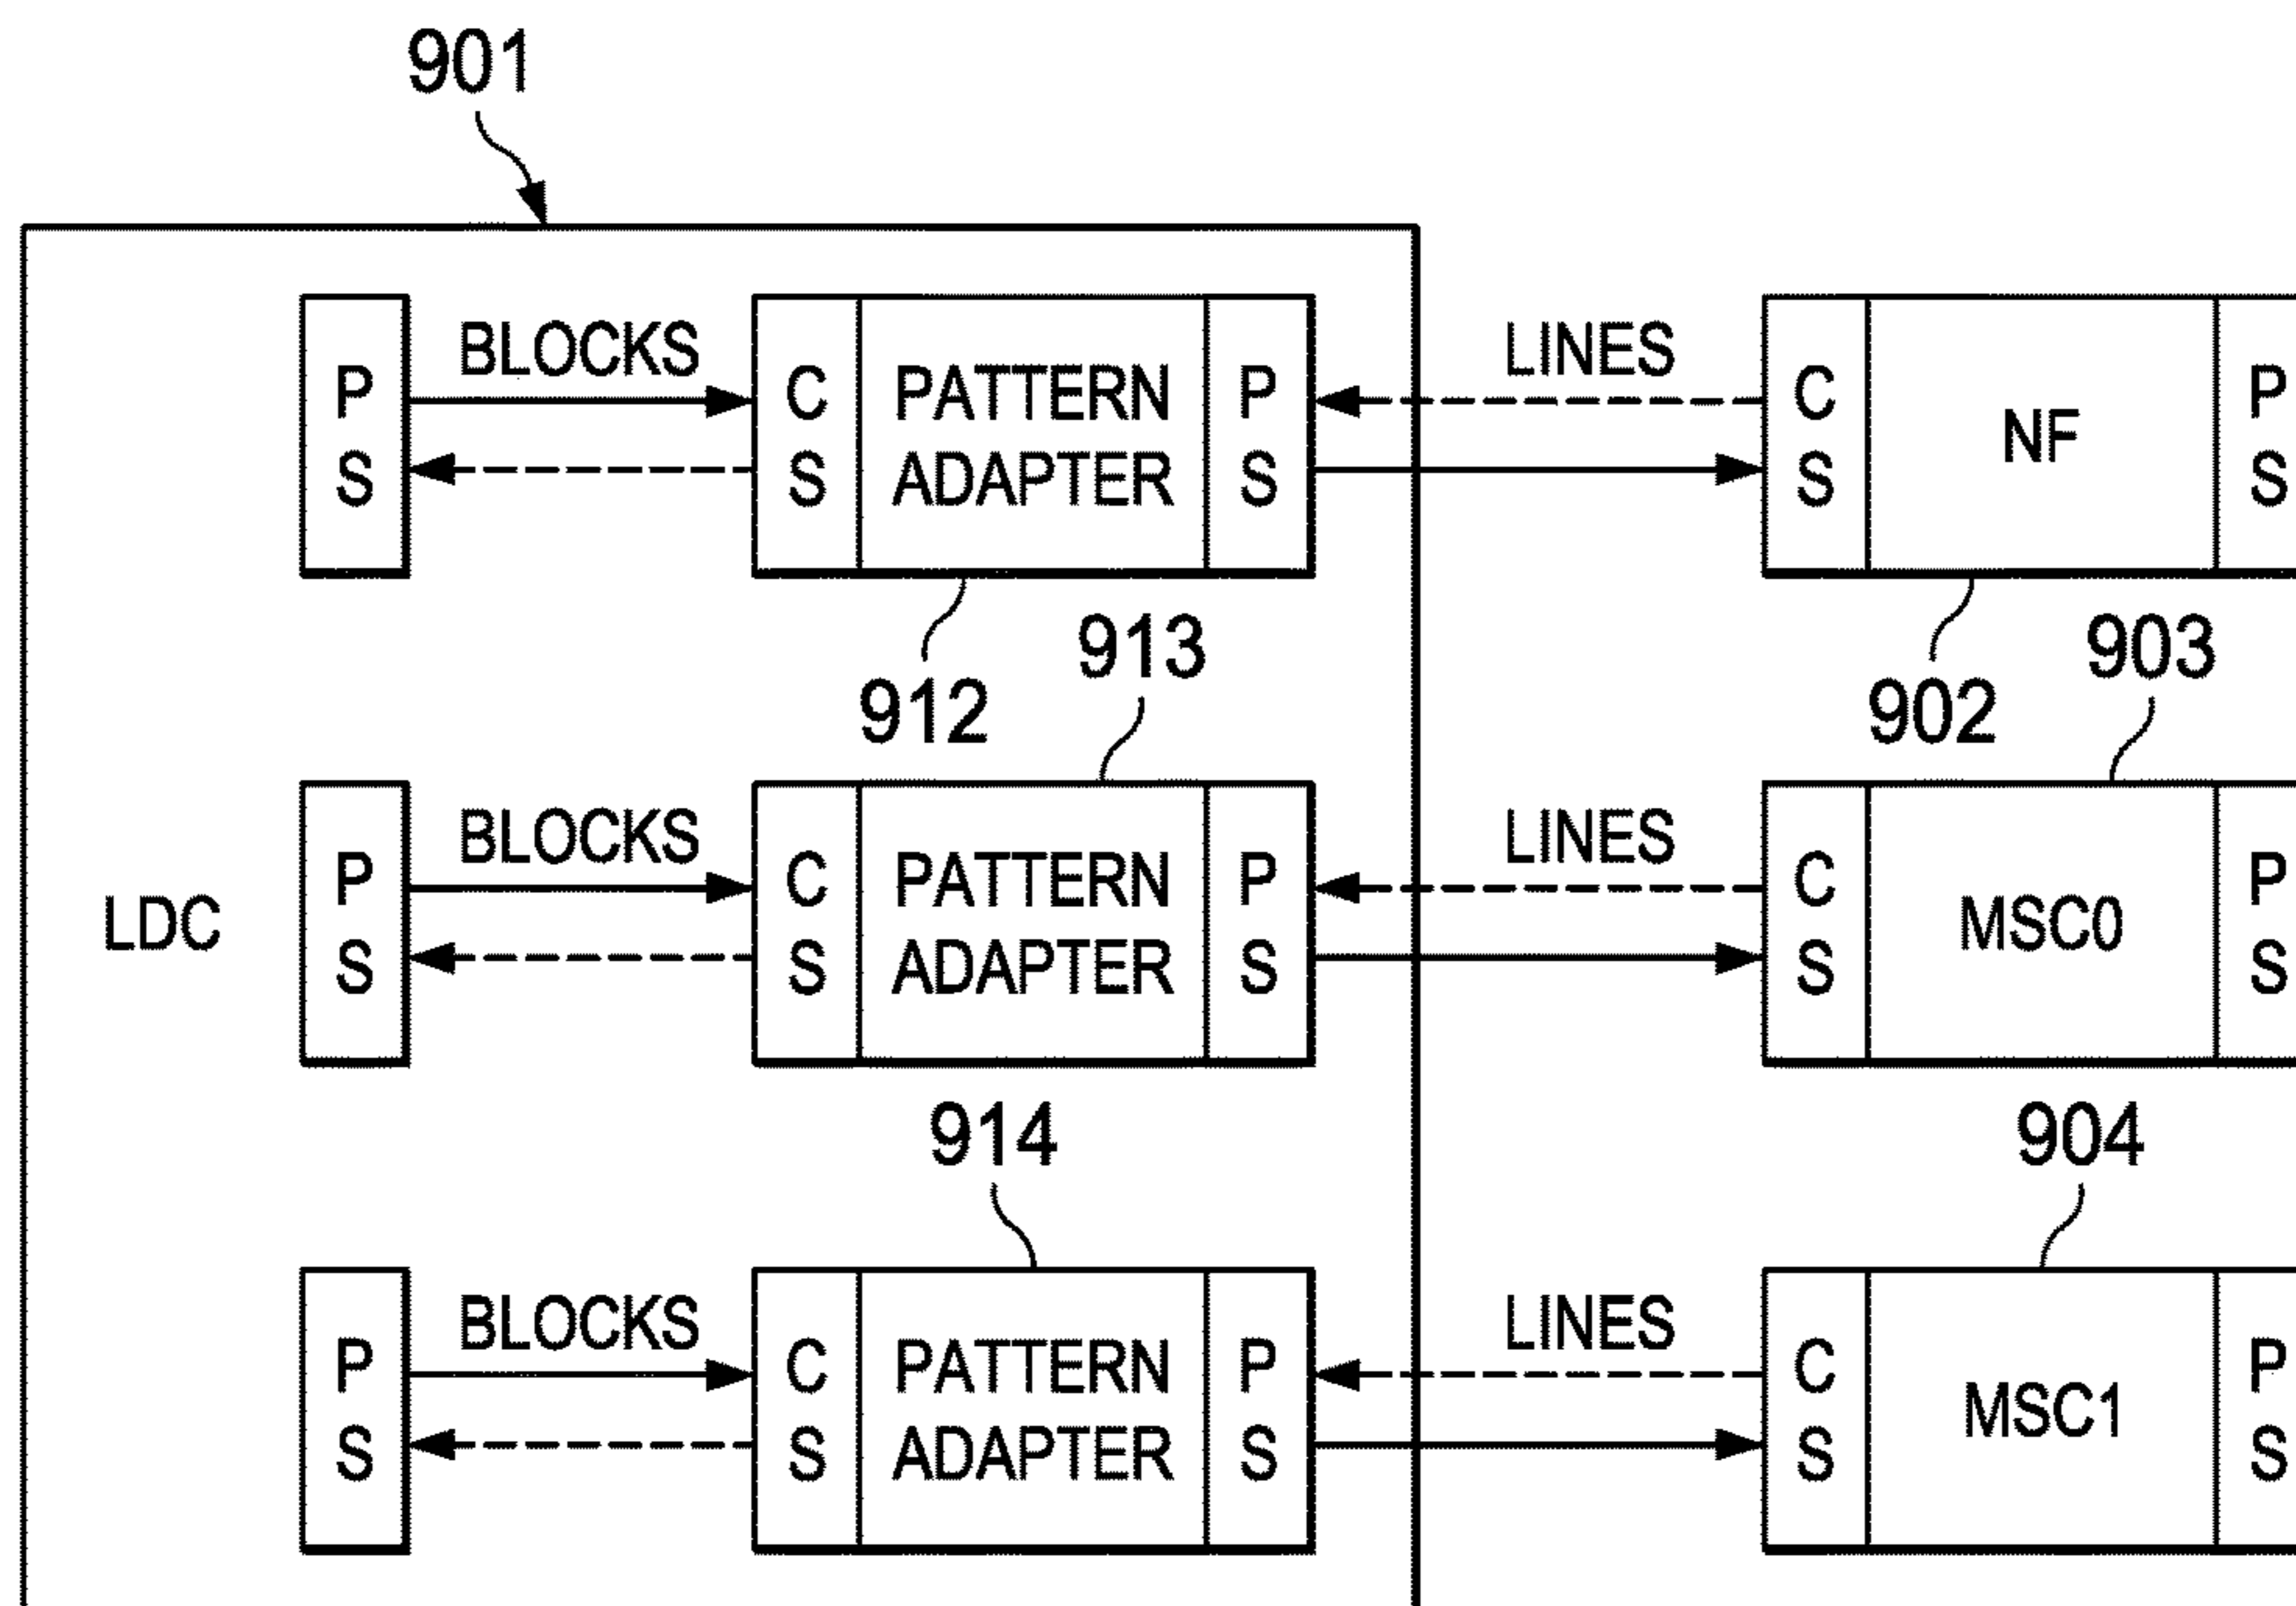 901
BLOCKS
LINES
P
S
C
S
PATTERN
ADAPTER
P
S
C
S
NF
P
S
912
913
902
903
BLOCKS
LINES
LDC
P
S
C
S
PATTERN
ADAPTER
P
S
C
S
MSC0
P
S
914
904
BLOCKS
LINES
P
S
C
S
PATTERN
ADAPTER
P
S
C
S
MSC1
P
S